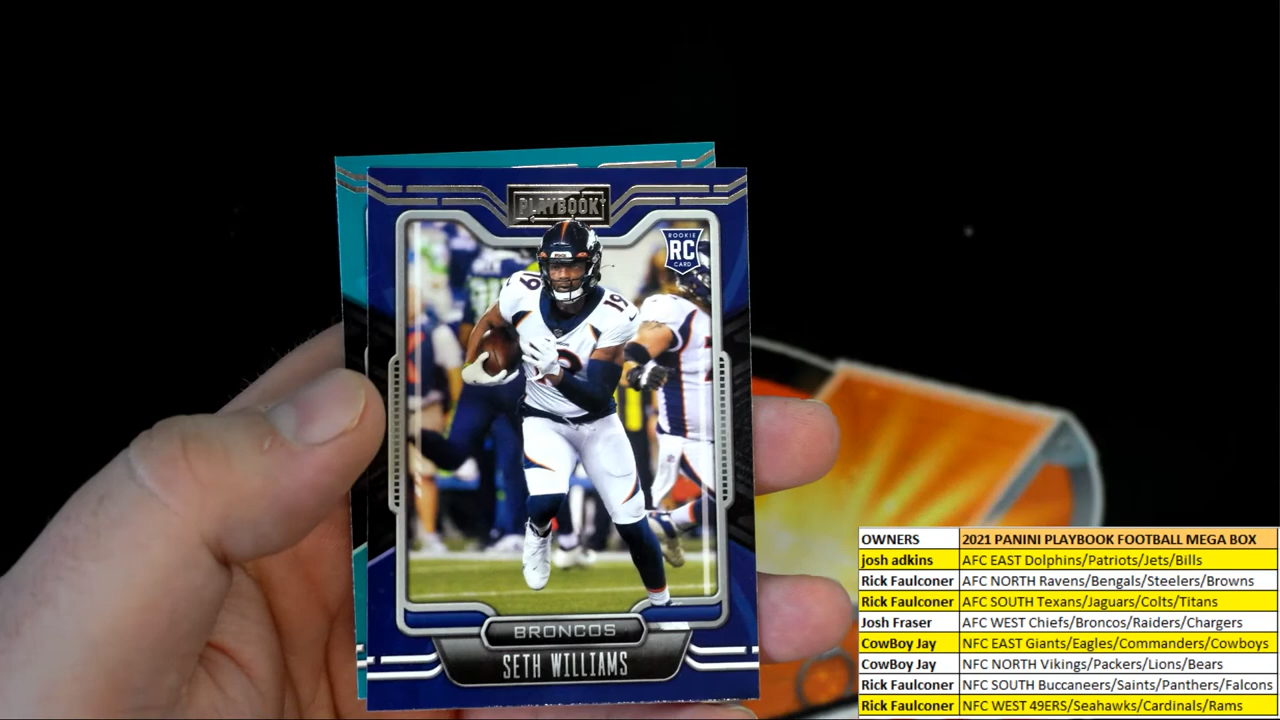 PLAYBOOK
ROOKIE
RC
CARD
19
19
19
BRONCOS
SETH WILLIAMS
OWNERS 2021 PANINI PLAYBOOK FOOTBALL MEGA BOX
josh adkins AFC EAST Dolphins/Patriots/Jets/Bills
Rick Faulconer AFC NORTH Ravens/Bengals/Steelers/Browns
Rick Faulconer AFC SOUTH Texans/Jaguars/Colts/Titans
Josh Fraser AFC WEST Chiefs/Broncos/Raiders/Chargers
CowBoy Jay NFC EAST Giants/Eagles/Commanders/Cowboys
CowBoy Jay NFC NORTH Vikings/Packers/Lions/Bears
Rick Faulconer NFC SOUTH Buccaneers/Saints/Panthers/Falcons
Rick Faulconer NFC WEST 49ERS/Seahawks/Cardinals/Rams